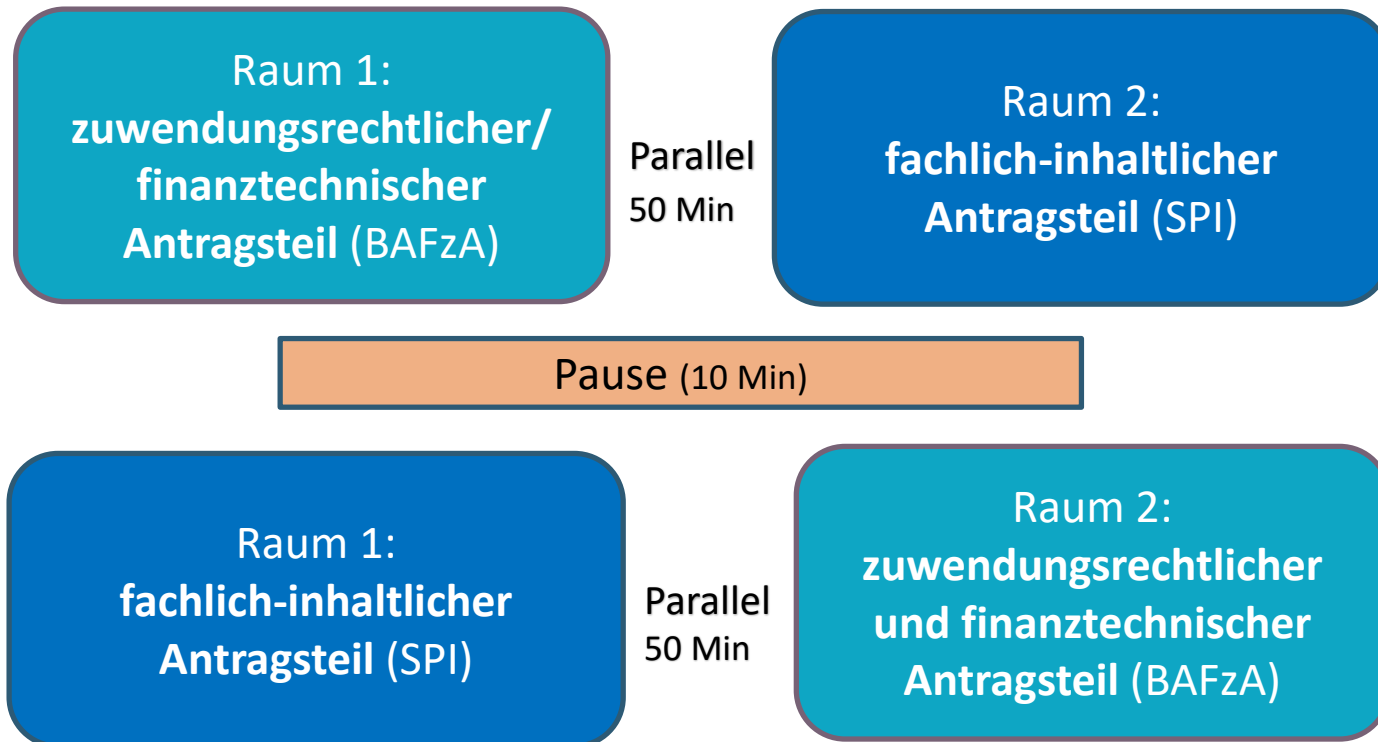 Raum 1:
zuwendungsrechtlicher/
finanztechnischer
Antragsteil (BAFzA)
Parallel
50 Min
Raum 2:
fachlich-inhaltlicher
Antragsteil (SPI)
Pause (10 Min)
Raum 1:
fachlich-inhaltlicher
Antragsteil (SPI)
Parallel
50 Min
Raum 2:
zuwendungsrechtlicher
und finanztechnischer
Antragsteil (BAFzA)